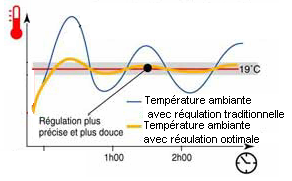 19°C
Régulation plus
précise et plus douce
Température ambiante
avec régulation traditionnelle
Température ambiante
avec régulation optimale
1h00
2h00